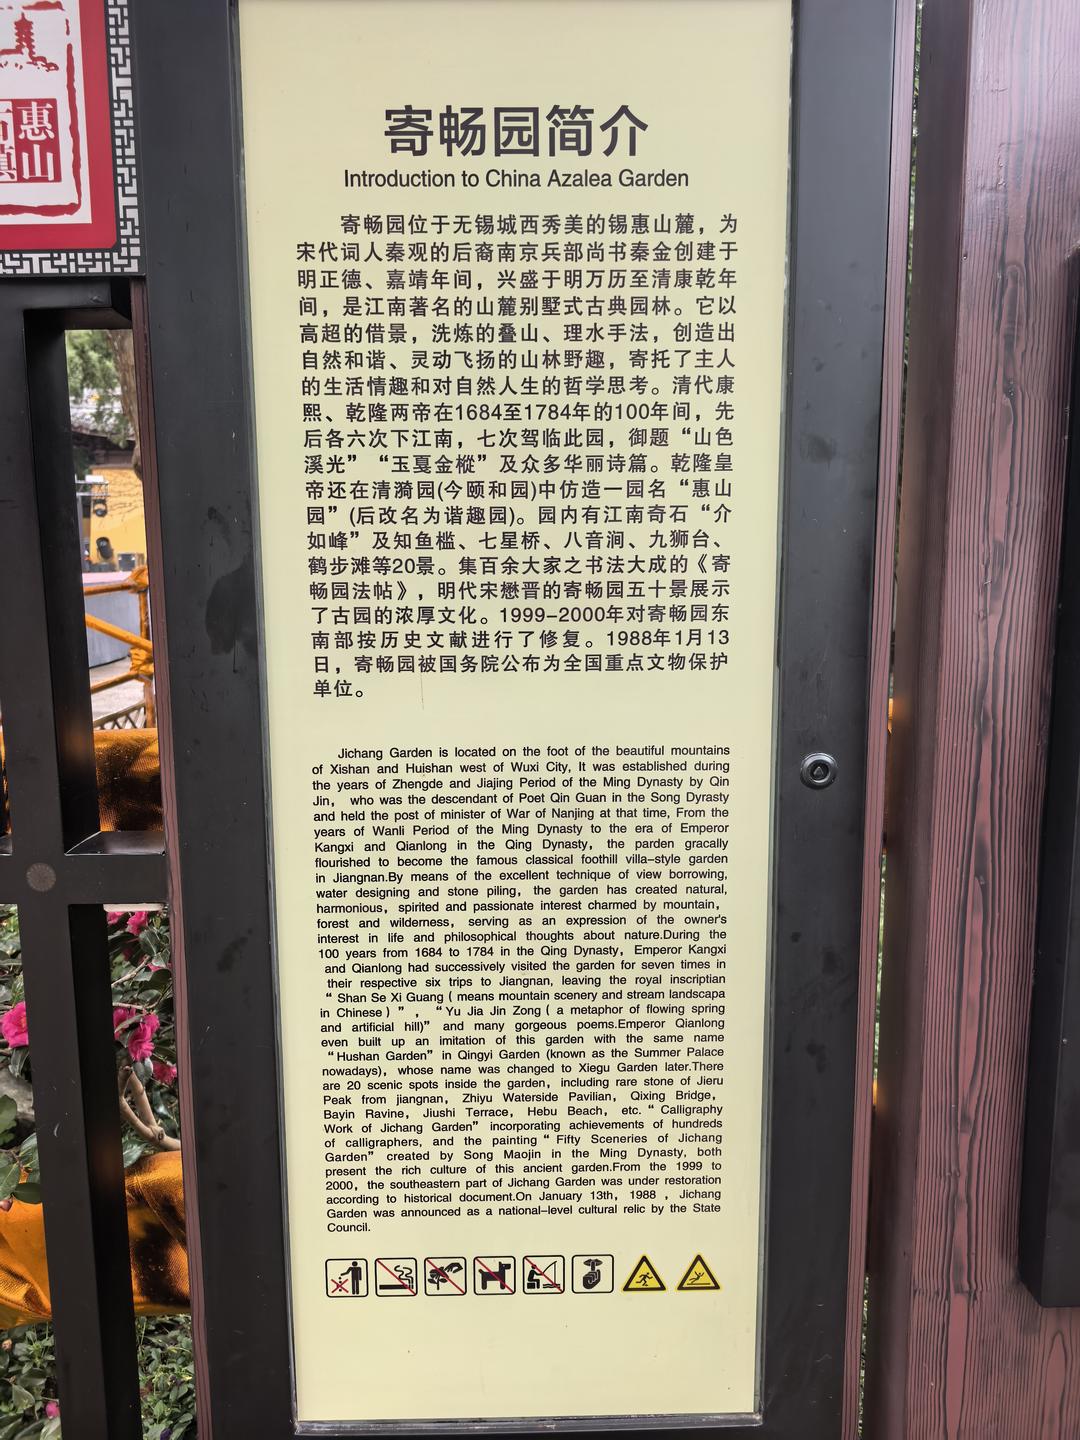 惠山
寄畅园简介
Introduction to China Azalea Garden
寄畅园位于无锡城西秀美的锡惠山麓，为
宋代词人秦观的后裔南京兵部尚书秦金创建于
明正德、嘉靖年间，兴盛于明万历至清康乾年
间，是江南著名的山麓别墅式古典园林。它以
高超的借景，洗炼的叠山、理水手法，创造出
自然和谐、灵动飞扬的山林野趣，寄托了主人
的生活情趣和对自然人生的哲学思考。清代康
熙、乾隆两帝在1684至1784年的100年间，先
后各六次下江南，七次驾临此园，御题“山色
溪光”“玉戛金樅”及众多华丽诗篇。乾隆皇
帝还在清漪园(今颐和园)中仿造一园名“惠山
园”(后改名为谐趣园)。园内有江南奇石“介
如峰”及知鱼槛、七星桥、八音涧、九狮台、
鹤步滩等20景。集百余大家之书法大成的《寄
畅园法帖》，明代宋懋晋的寄畅园五十景展示
了古园的浓厚文化。1999-2000年对寄畅园东
南部按历史文献进行了修复。1988年1月13
日，寄畅园被国务院公布为全国重点文物保护
单位。
Jichang Garden is located on the foot of the beautiful mountains
of Xishan and Huishan west of Wuxi City, It was established during
the years of Zhengde and Jiajing Period of the Ming Dynasty by Qin
Jin, who was the descendant of Poet Qin Guan in the Song Dyrasty
and held the post of minister of War of Nanjing at that time, From the
years of Wanli Period of the Ming Dynasty to the era of Emperor
Kangxi and Qianlong in the Qing Dynasty, the parden gracally
flourished to become the famous classical foothill villa-style garden
in Jiangnan.By means of the excellent technique of view borrowing,
water designing and stone piling, the garden has created natural,
harmonious, spirited and passionate interest charmed by mountain,
forest and wilderness, serving as an expression of the owner's
interest in life and philosophical thoughts about nature.During the
100 years from 1684 to 1784 in the Qing Dynasty, Emperor Kangxi
and Qianlong had successively visited the garden for seven times in
their respective six trips to Jiangnan, leaving the royal inscriptian
“ Shan Se Xi Guang ( means mountain scenery and stream landscapa
in Chinese ) ” , “ Yu Jia Jin Zong ( a metaphor of flowing spring
and artificial hill)” and many gorgeous poems.Emperor Qianlong
even built up an imitation of this garden with the same name
“ Hushan Garden” in Qingyi Garden (known as the Summer Palace
nowadays), whose name was changed to Xiegu Garden later.There
are 20 scenic spots inside the garden, including rare stone of Jieru
Peak from jiangnan, Zhiyu Waterside Pavilion, Qixing Bridge,
Bayin Ravine, Jiushi Terrace, Hebu Beach, etc. “ Calligraphy
Work of Jichang Garden” incorporating achievements of hundreds
of calligraphers, and the painting “ Fifty Sceneries of Jichang
Garden” created by Song Maojin in the Ming Dynasty, both
present the rich culture of this ancient garden.From the 1999 to
2000, the southeastern part of Jichang Garden was under restoration
according to historical document.On January 13th, 1988 , Jichang
Garden was announced as a national-level cultural relic by the State
Council.